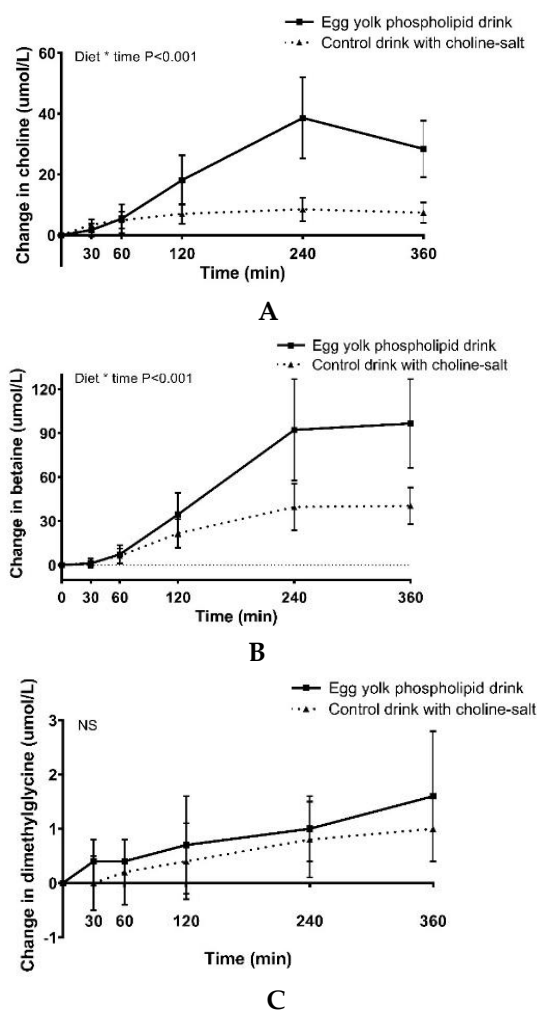 Egg yolk phospholipid drink
Control drink with choline-salt
Diet * time P<0.001
Change in choline (umol/L)
60
40
20
0
30 60 120 240 360
Time (min)
A
Egg yolk phospholipid drink
Control drink with choline-salt
Diet * time P<0.001
Change in betaine (umol/L)
120
90
60
30
0
0 30 60 120 240 360
Time (min)
B
Egg yolk phospholipid drink
Control drink with choline-salt
NS
Change in dimethylglycine (umol/L)
3
2
1
0
-1
30 60 120 240 360
Time (min)
C